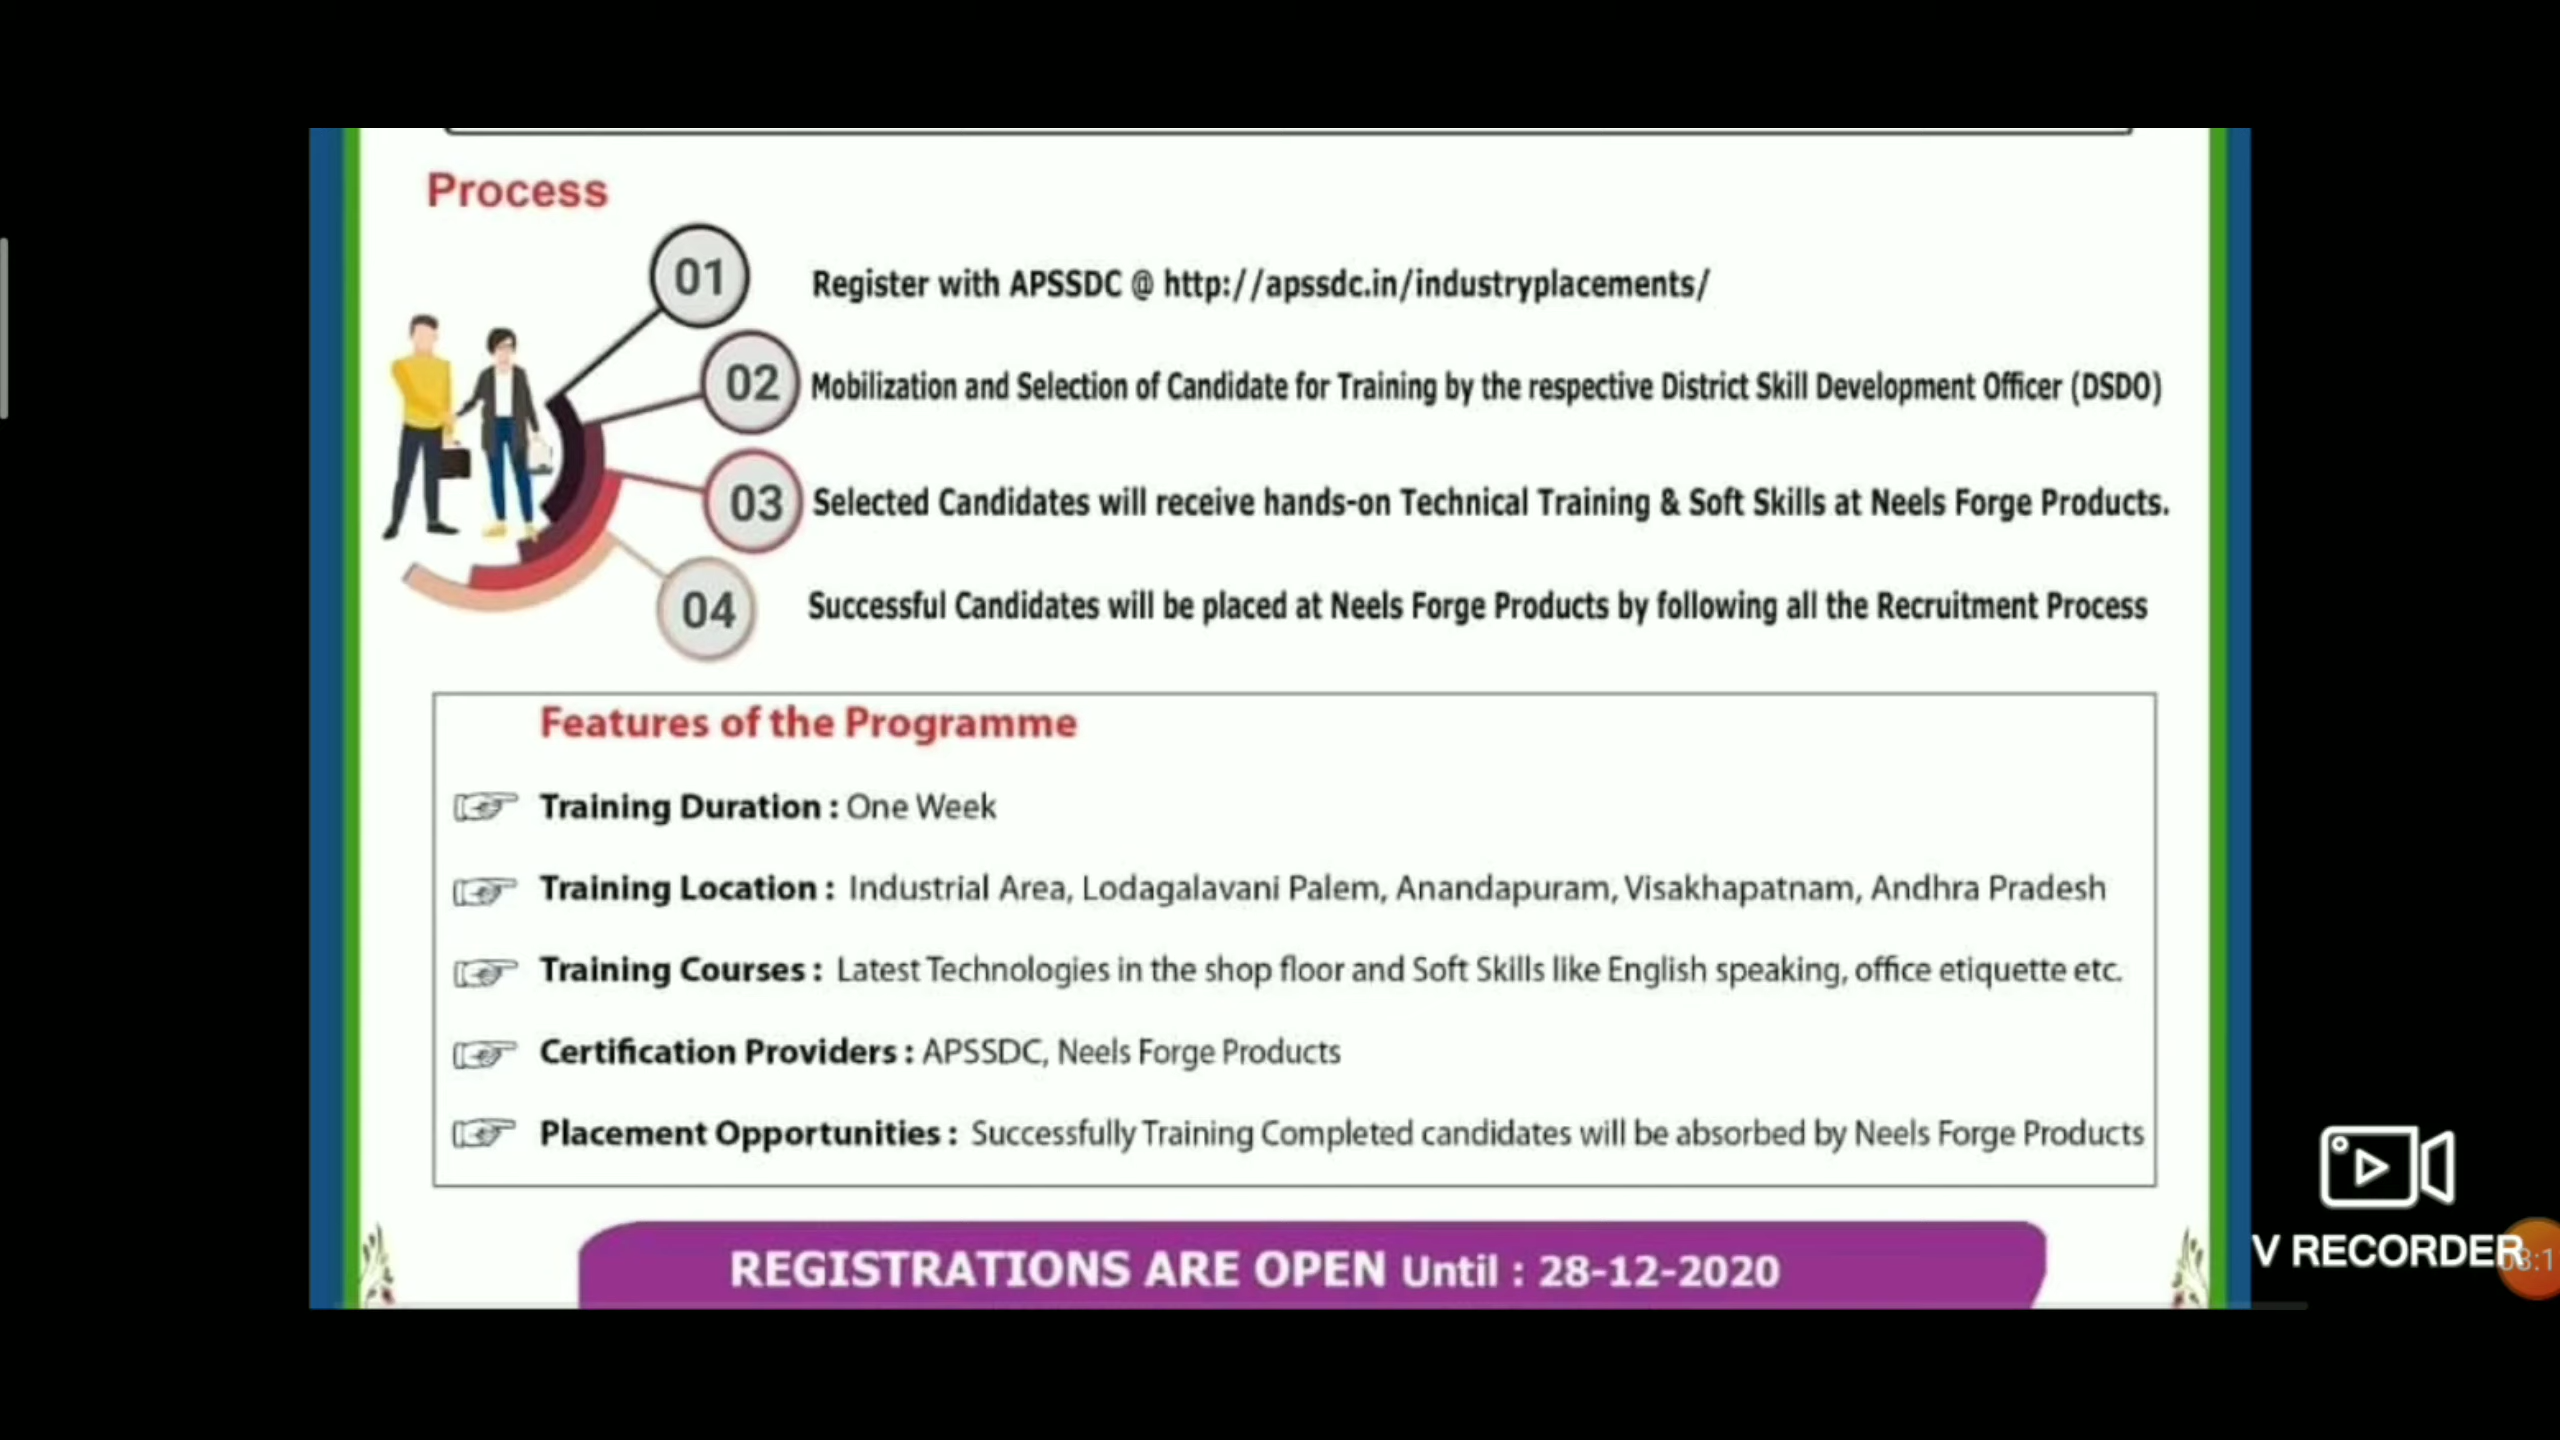 Process
01 Register with APSSDC @ http://apssdc.in/industryplacements/
02 Mobilization and Selection of Candidate for Training by the respective District Skill Development Officer (DSDO)
03 Selected Candidates will receive hands-on Technical Training & Soft Skills at Neels Forge Products.
04 Successful Candidates will be placed at Neels Forge Products by following all the Recruitment Process
Features of the Programme
Training Duration : One Week
Training Location : Industrial Area, Lodagalavani Palem, Anandapuram, Visakhapatnam, Andhra Pradesh
Training Courses : Latest Technologies in the shop floor and Soft Skills like English speaking, office etiquette etc.
Certification Providers : APSSDC, Neels Forge Products
Placement Opportunities : Successfully Training Completed candidates will be absorbed by Neels Forge Products
REGISTRATIONS ARE OPEN Until : 28-12-2020
V RECORDER